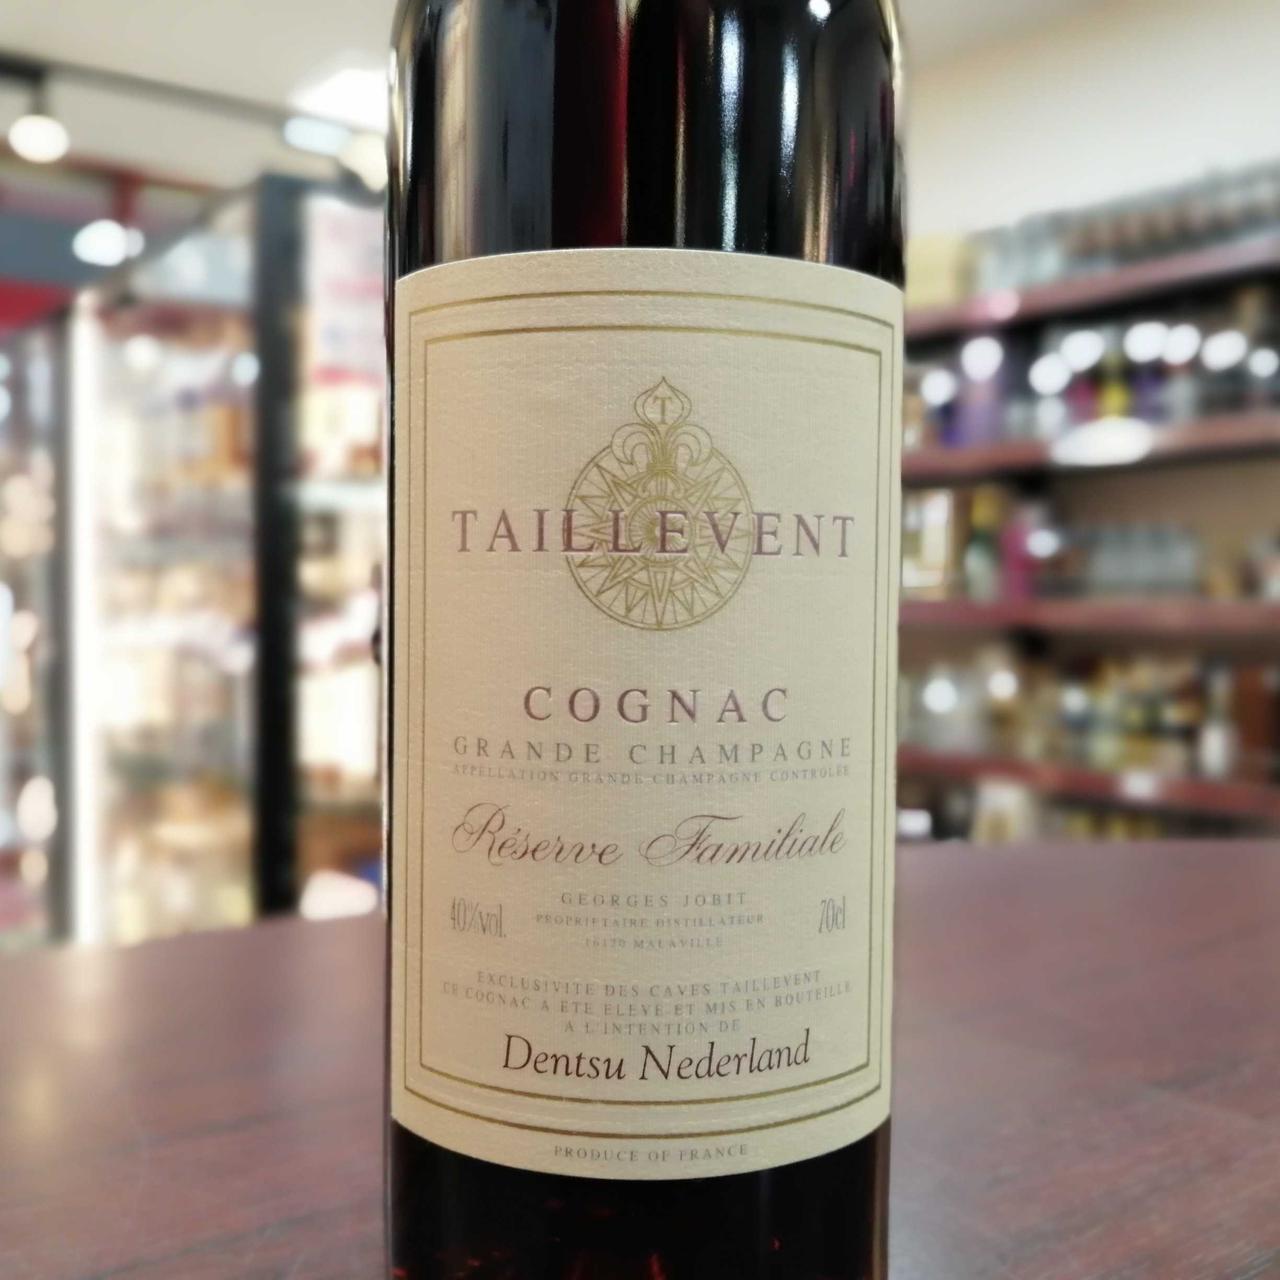 T
TAILLEVENT
COGNAC
GRANDE CHAMPAGNE
APPELLATION GRANDE CHAMPAGNE CONTROLEE
Réserve Familiale
40%vol.
GEORGES JOBIT
PROPRIETAIRE DISTILLATEUR
16120 MALAVILLE
70cl
EXCLUSIVITE DES CAVES TAILLEVENT
CE COGNAC A ETE ELEVE ET MIS EN BOUTEILLE
A L'INTENTION DE
Dentsu Nederland
PRODUCE OF FRANCE